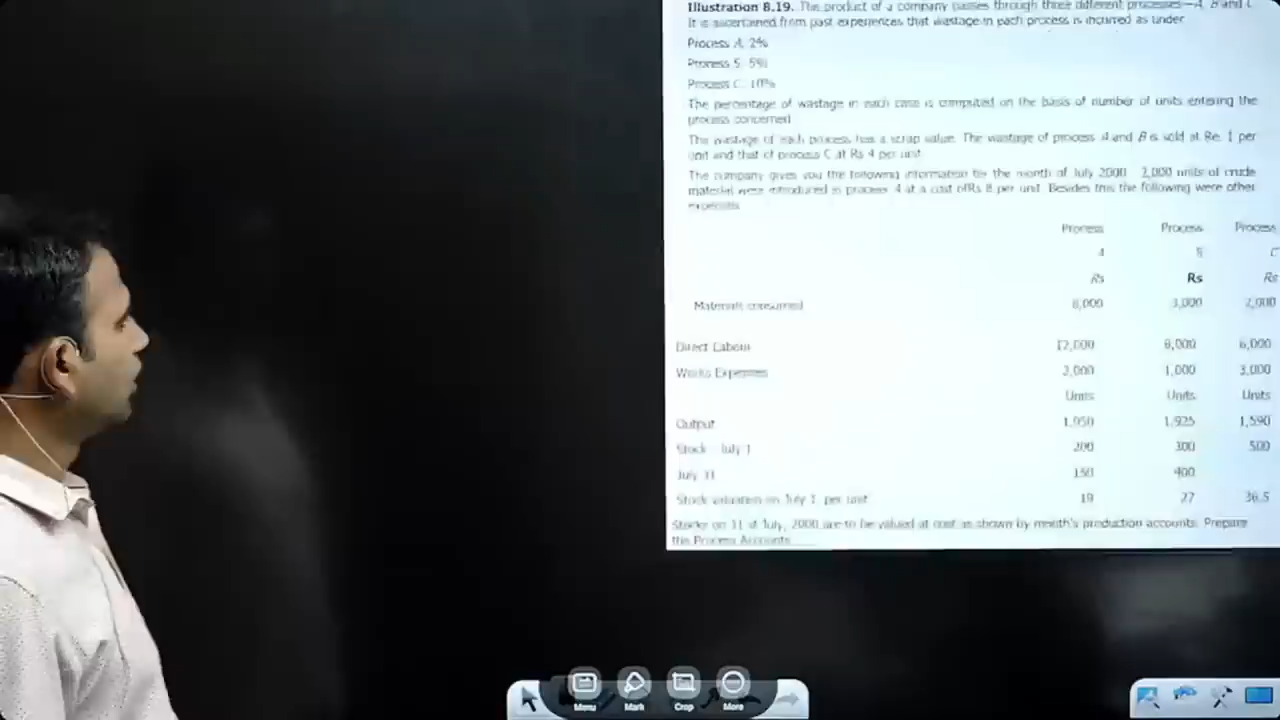 Illustration 8.19. The product of a company passes through three different processes—A, B and C
It is ascertained from past experiences that wastage in each process is incurred as under
Process A 2%
Process 5%
Process C 10%
The percentage of wastage in each case is computed on the basis of number of units entering the
process concerned
The wastage of each process has a scrap value. The wastage of process A and B is sold at Re. 1 per
unit and that of process C at Rs 4 per unit
The company gives you the following information for the month of July 2000 2,000 units of crude
material were introduced in process A at a cost ofRs 8 per unit. Besides this the following were other
expenses
Process Process Process
A C
Rs Rs Rs
Materials consumed 8,000 3,000 2,000
Direct Labour 12,000 8,000 6,000
Works Expenses 2,000 1,000 3,000
Units Units Units
Output 1,950 1,925 1,590
Stock July 1 200 300 500
July 31 150 400
Stock valuation on July 1 per unit 19 27 36.5
Stocks on 31 st July, 2000 are to be valued at cost as shown by month's production accounts. Prepare
the Process Accounts
Menu Mark Crop More